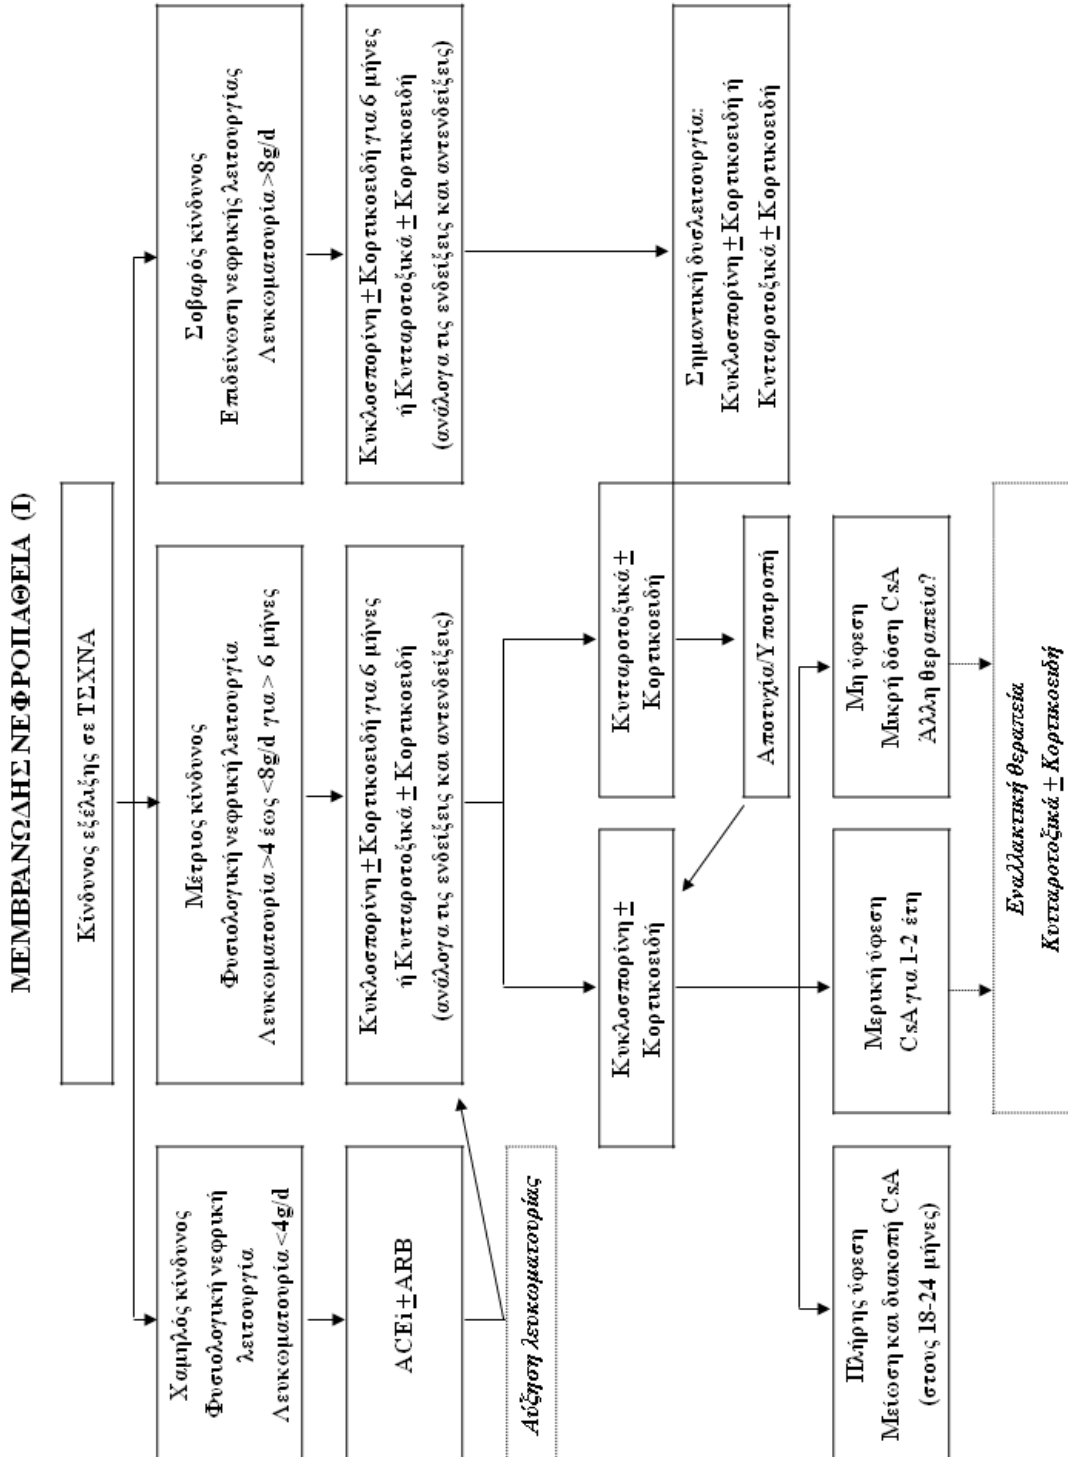 ΜΕΜΒΡΑΝΩΔΗΣ ΝΕΦΡΟΠΑΘΕΙΑ (Ι)
Κίνδυνος εξέλιξης σε ΤΣΧΝΑ
Χαμηλός κίνδυνος
Φυσιολογική νεφρική
λειτουργία
Λευκωματουρία <4g/d
Μέτριος κίνδυνος
Φυσιολογική νεφρική λειτουργία
Λευκωματουρία >4 έως <8g/d για > 6 μήνες
Σοβαρός κίνδυνος
Επιδείνωση νεφρικής λειτουργίας
Λευκωματουρία >8g/d
ACEi ± ARB
Κυκλοσπορίνη ± Κορτικοειδή για 6 μήνες
ή Κυτταροτοξικά ± Κορτικοειδή
(ανάλογα τις ενδείξεις και αντενδείξεις)
Κυκλοσπορίνη ± Κορτικοειδή για 6 μήνες
ή Κυτταροτοξικά ± Κορτικοειδή
(ανάλογα τις ενδείξεις και αντενδείξεις)
Αύξηση λευκωματουρίας
Κυκλοσπορίνη ±
Κορτικοειδή
Κυτταροτοξικά ±
Κορτικοειδή
Σημαντική δυσλειτουργία:
Κυκλοσπορίνη ± Κορτικοειδή ή
Κυτταροτοξικά ± Κορτικοειδή
Αποτυχία/Υποτροπή
Πλήρης ύφεση
Μείωση και διακοπή CsA
(στους 18-24 μήνες)
Μερική ύφεση
CsA για 1-2 έτη
Μη ύφεση
Μικρή δόση CsA
Άλλη θεραπεία?
Εναλλακτική θεραπεία
Κυτταροτοξικά ± Κορτικοειδή